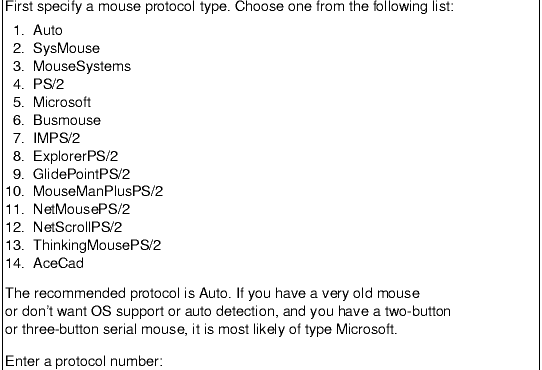 First specify a mouse protocol type. Choose one from the following list:
1. Auto
2. SysMouse
3. MouseSystems
4. PS/2
5. Microsoft
6. Busmouse
7. IMPS/2
8. ExplorerPS/2
9. GlidePointPS/2
10. MouseManPlusPS/2
11. NetMousePS/2
12. NetScrollPS/2
13. ThinkingMousePS/2
14. AceCad
The recommended protocol is Auto. If you have a very old mouse
or don't want OS support or auto detection, and you have a two-button
or three-button serial mouse, it is most likely of type Microsoft.
Enter a protocol number: